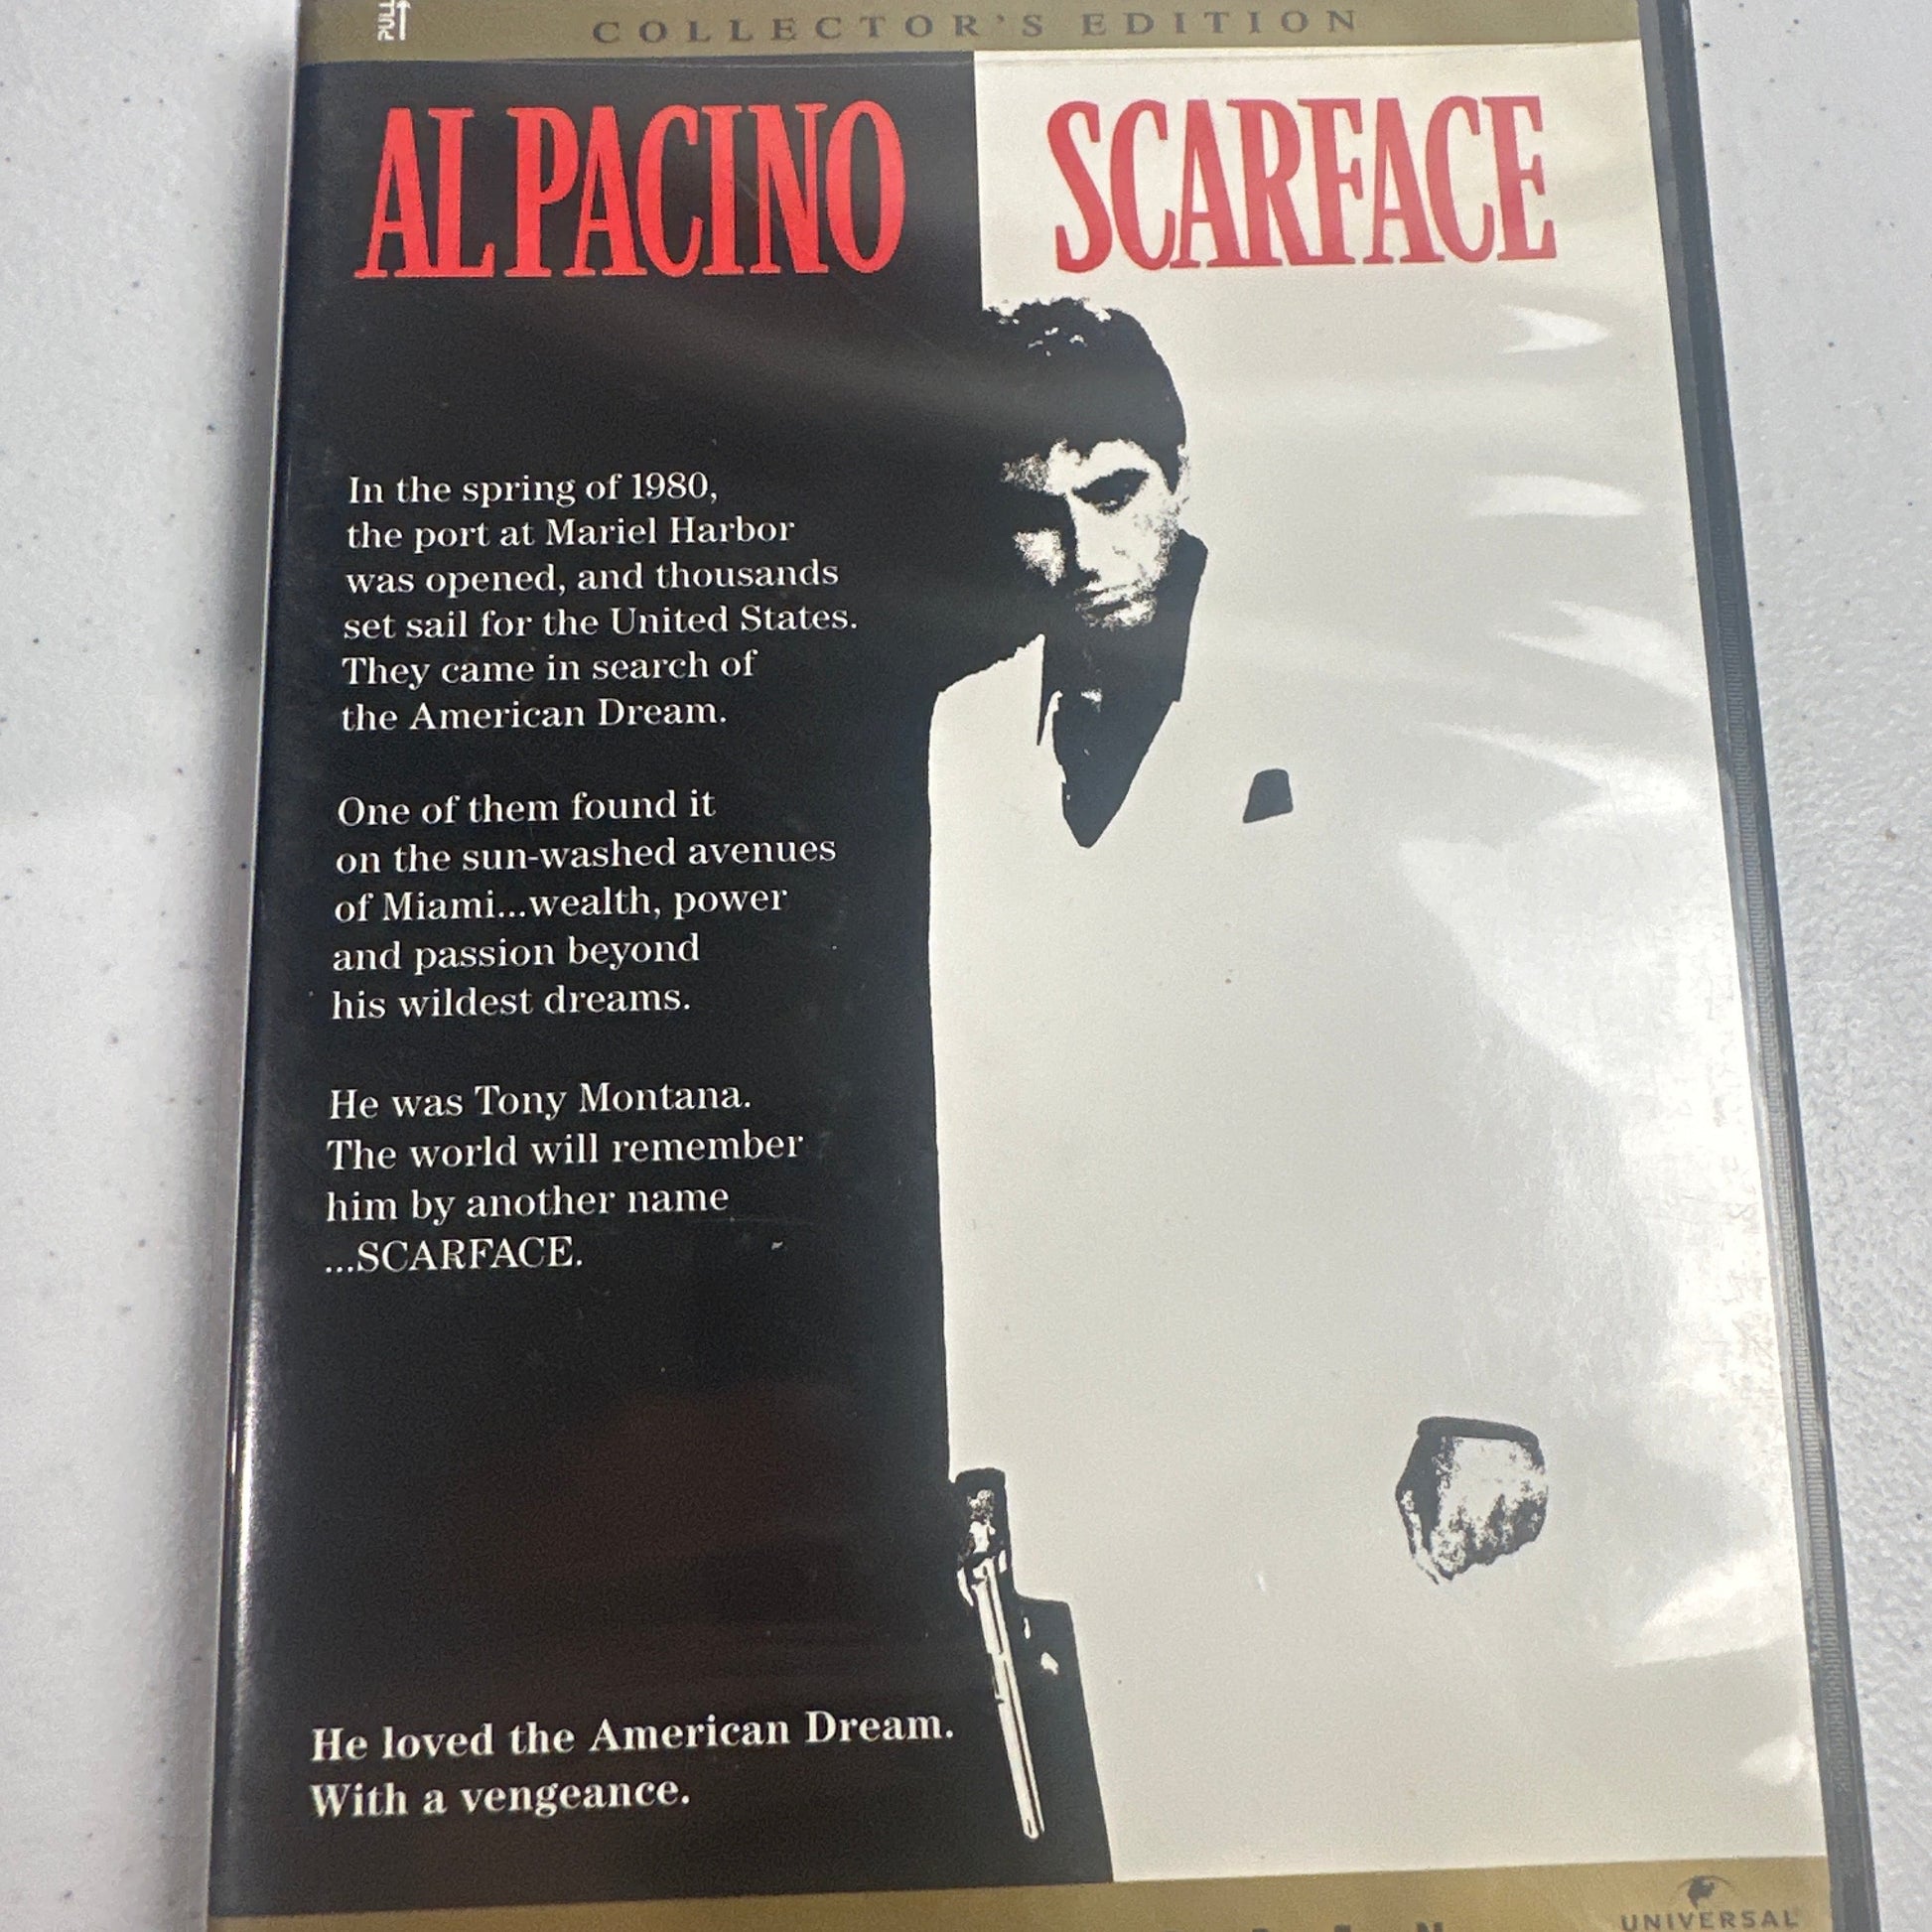 PULL
COLLECTOR'S EDITION
AL PACINO
SCARFACE
In the spring of 1980,
the port at Mariel Harbor
was opened, and thousands
set sail for the United States.
They came in search of
the American Dream.
One of them found it
on the sun-washed avenues
of Miami...wealth, power
and passion beyond
his wildest dreams.
He was Tony Montana.
The world will remember
him by another name
...SCARFACE.
He loved the American Dream.
With a vengeance.
UNIVERSAL